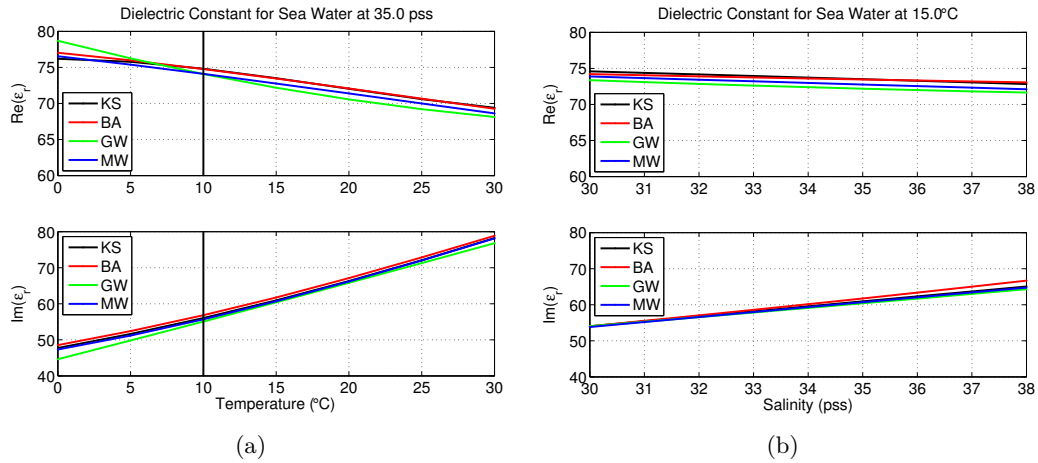 Dielectric Constant for Sea Water at 35.0 pss
80
75
70
65
60
Re(εr)
KS
BA
GW
MW
0 5 10 15 20 25 30
80
70
60
50
40
Im(εr)
KS
BA
GW
MW
0 5 10 15 20 25 30
Temperature (°C)
(a)
Dielectric Constant for Sea Water at 15.0°C
80
75
70
65
60
Re(εr)
KS
BA
GW
MW
30 31 32 33 34 35 36 37 38
80
70
60
50
40
Im(εr)
KS
BA
GW
MW
30 31 32 33 34 35 36 37 38
Salinity (pss)
(b)